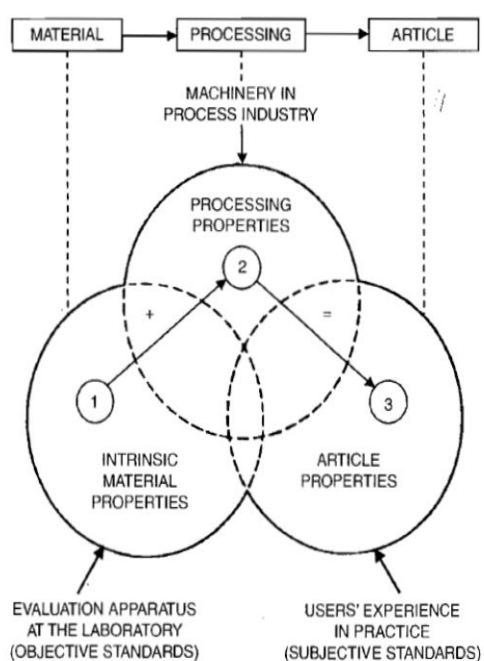 MATERIAL
PROCESSING
ARTICLE
MACHINERY IN
PROCESS INDUSTRY
PROCESSING
PROPERTIES
2
+
=
1
3
INTRINSIC
MATERIAL
PROPERTIES
ARTICLE
PROPERTIES
EVALUATION APPARATUS
AT THE LABORATORY
(OBJECTIVE STANDARDS)
USERS' EXPERIENCE
IN PRACTICE
(SUBJECTIVE STANDARDS)